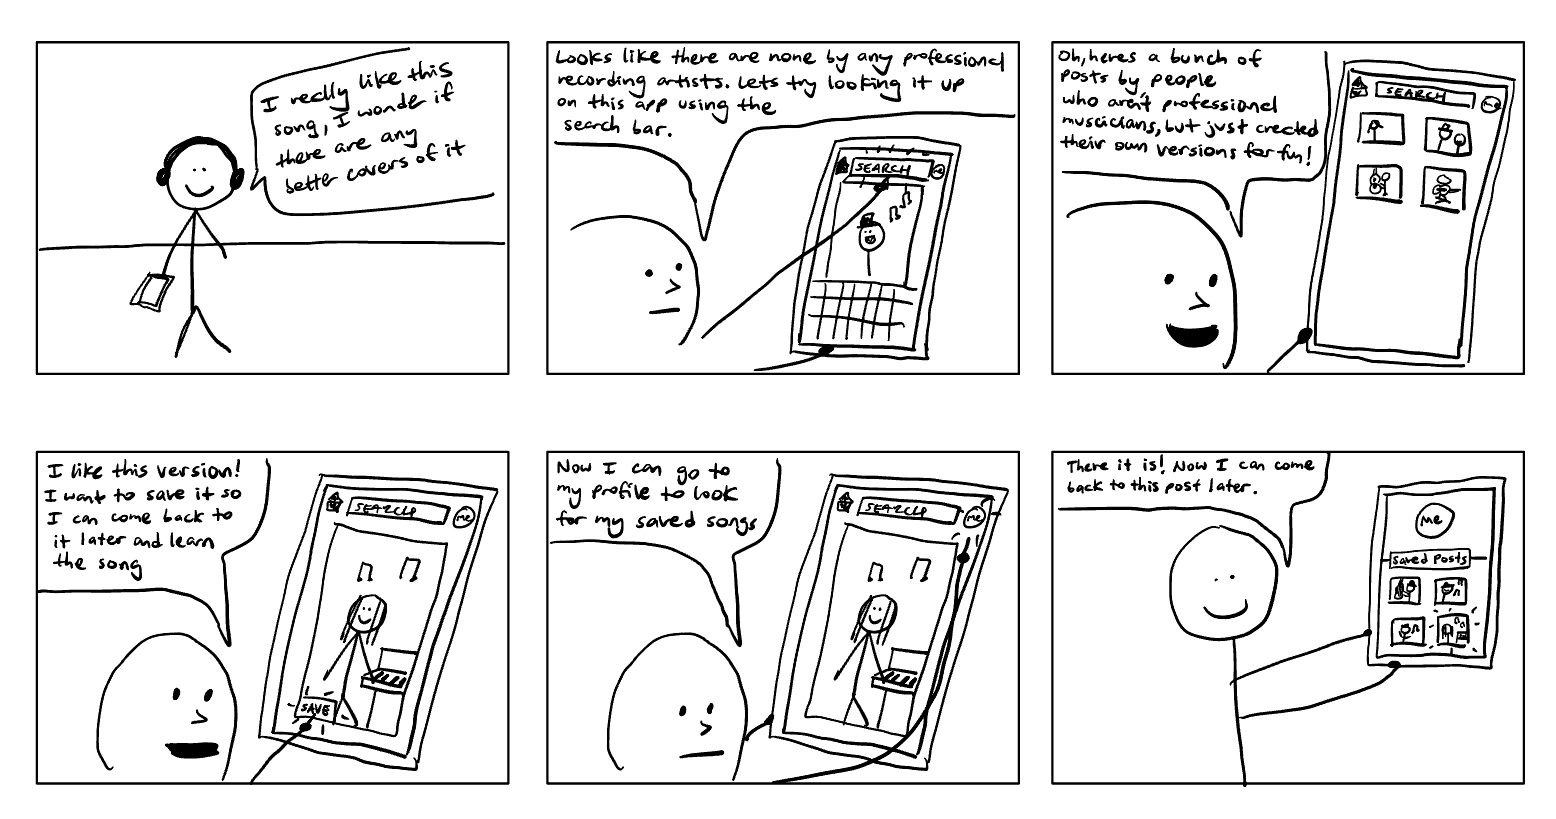 I really like this
song, I wonder if
there are any
better covers of it
Looks like there are none by any professional
recording artists. Lets try looking it up
on this app using the
search bar.
SEARCH
me
Oh, heres a bunch of
posts by people
who aren't professional
muscicians, but just created
their own versions for fun!
SEARCH
me
I like this version!
I want to save it so
I can come back to
it later and learn
the song
SEARCH
me
SAVE
Now I can go to
my profile to look
for my saved songs
SEARCH
me
There it is! Now I can come
back to this post later.
me
Saved Posts